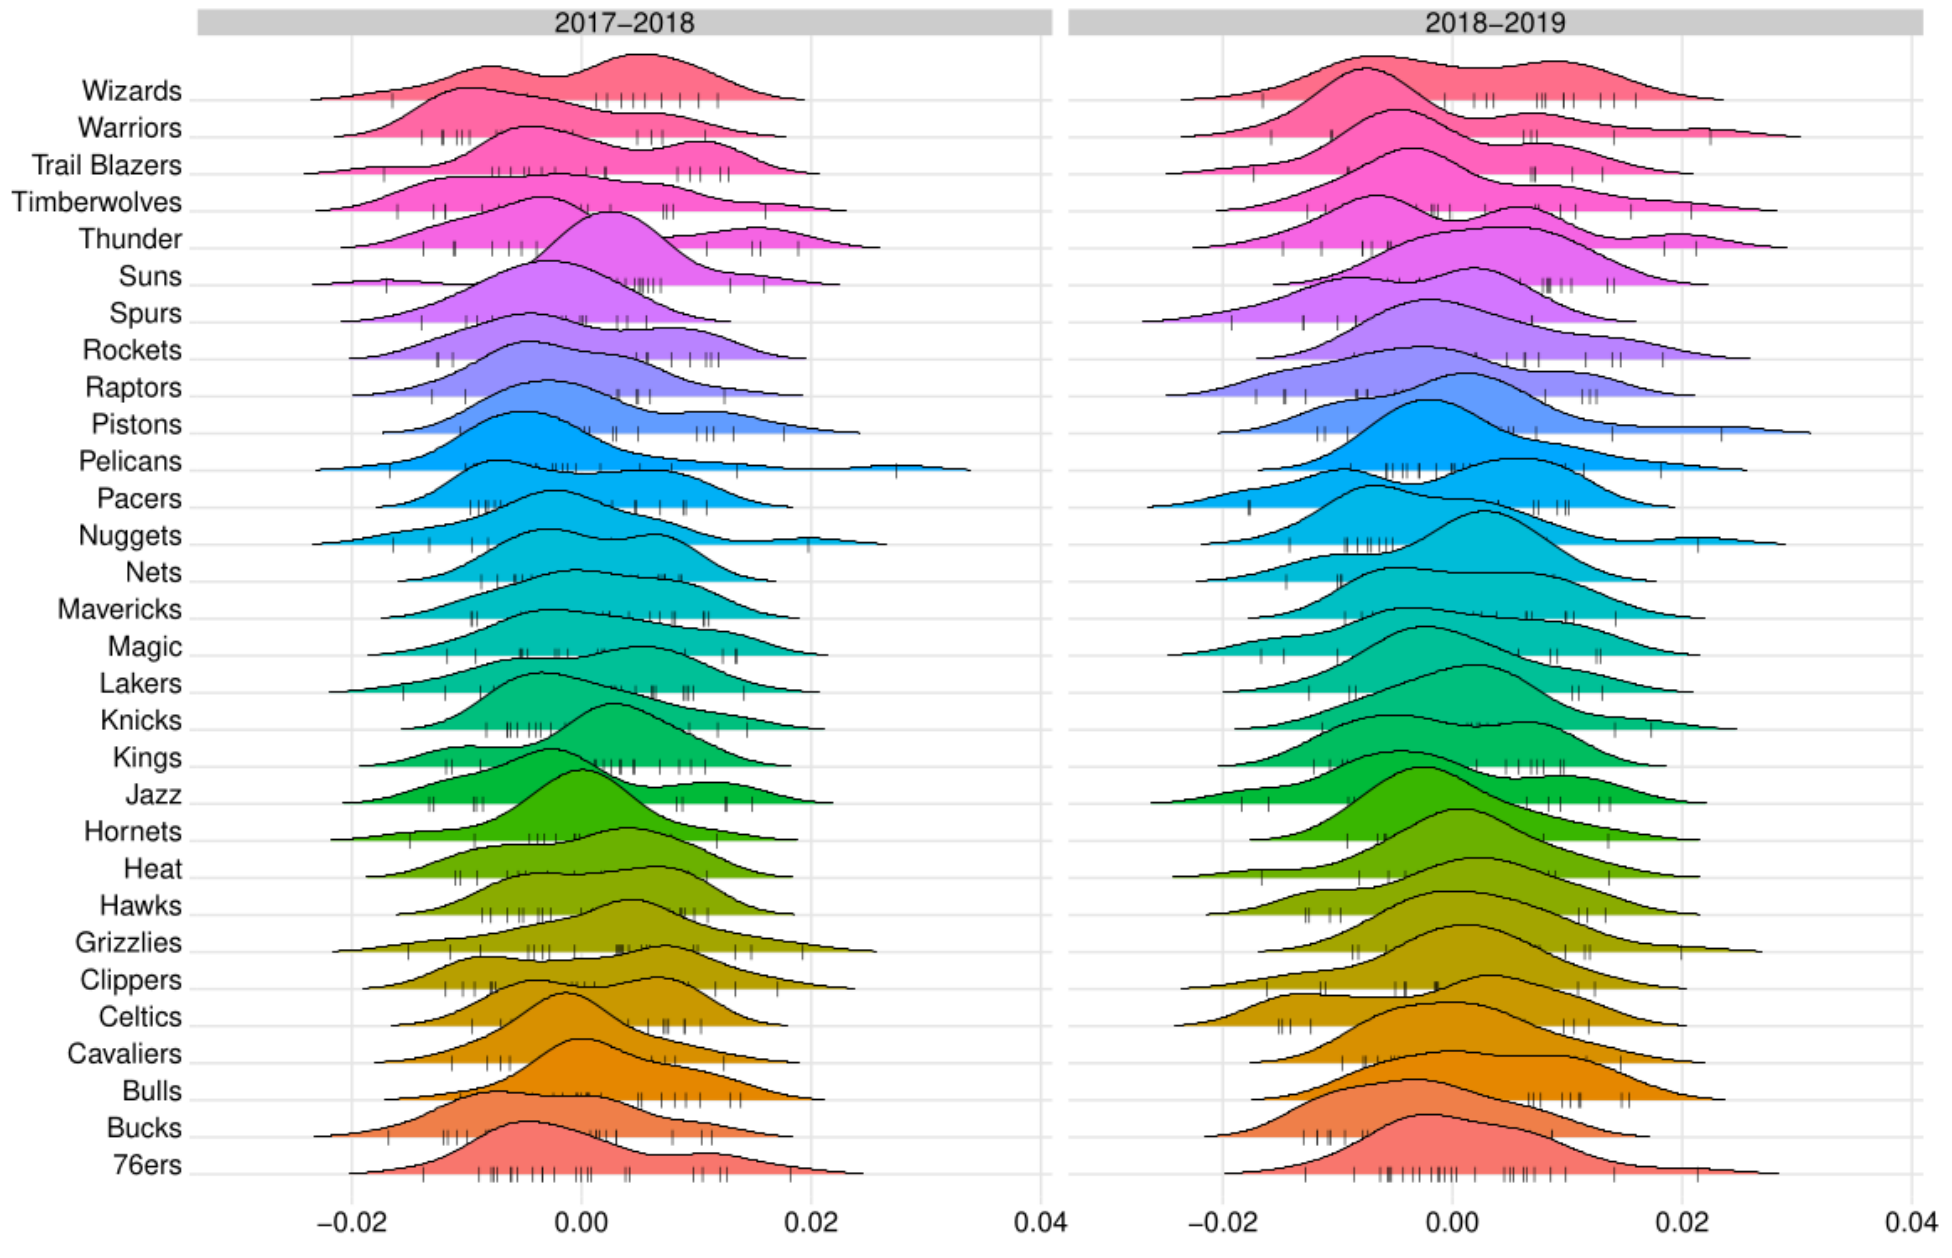 2017–2018 2018–2019
Wizards
Warriors
Trail Blazers
Timberwolves
Thunder
Suns
Spurs
Rockets
Raptors
Pistons
Pelicans
Pacers
Nuggets
Nets
Mavericks
Magic
Lakers
Knicks
Kings
Jazz
Hornets
Heat
Hawks
Grizzlies
Clippers
Celtics
Cavaliers
Bulls
Bucks
76ers
−0.02 0.00 0.02 0.04 −0.02 0.00 0.02 0.04